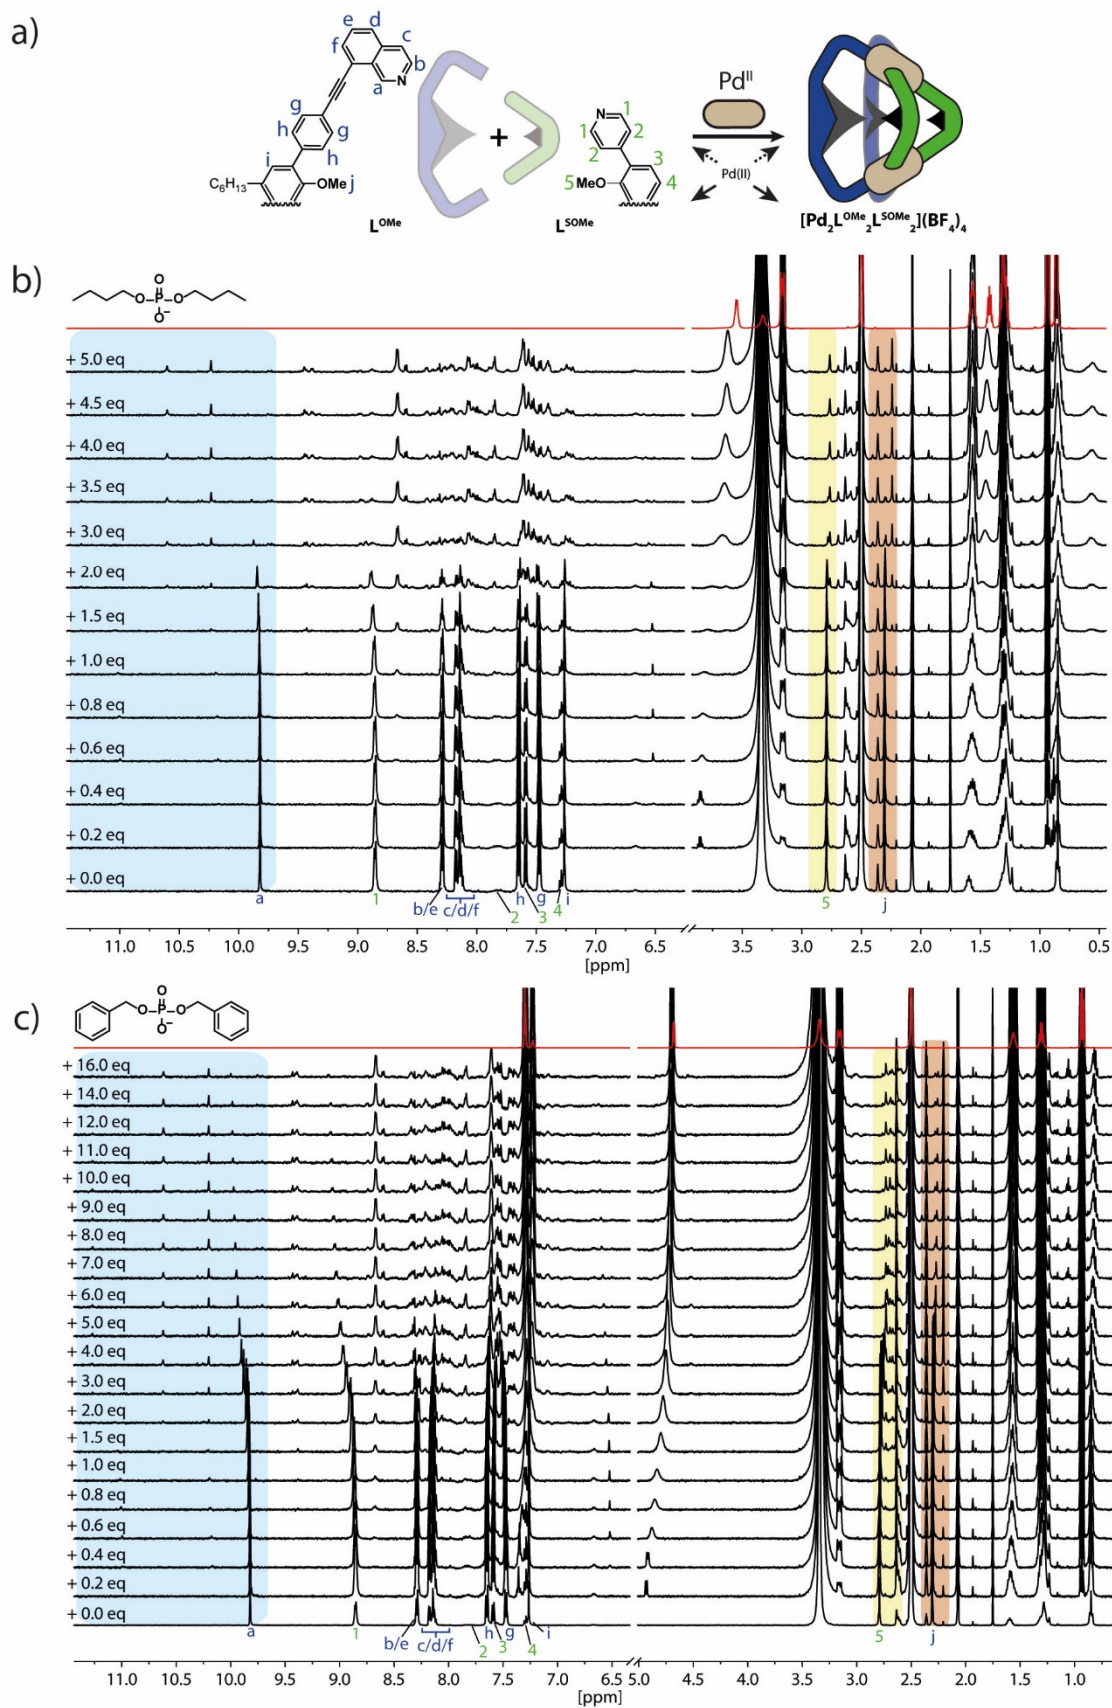 a)
e
d
f
c
b
N
a
g
g
h
h
i
C6H13
OMe
j
LOMe
+
N
1
1
2
2
3
5
MeO
4
LSOMe
PdII
Pd(II)
[Pd2LOMe2LSOMe2](BF4)4
b)
O
O
P
O
O−
+ 5.0 eq
+ 4.5 eq
+ 4.0 eq
+ 3.5 eq
+ 3.0 eq
+ 2.0 eq
+ 1.5 eq
+ 1.0 eq
+ 0.8 eq
+ 0.6 eq
+ 0.4 eq
+ 0.2 eq
+ 0.0 eq
a
1
b/e
c/d/f
2
h
3
g
4
i
5
j
11.0 10.5 10.0 9.5 9.0 8.5 8.0 7.5 7.0 6.5 3.5 3.0 2.5 2.0 1.5 1.0 0.5
[ppm]
c)
O
O
P
O
O−
+ 16.0 eq
+ 14.0 eq
+ 12.0 eq
+ 11.0 eq
+ 10.0 eq
+ 9.0 eq
+ 8.0 eq
+ 7.0 eq
+ 6.0 eq
+ 5.0 eq
+ 4.0 eq
+ 3.0 eq
+ 2.0 eq
+ 1.5 eq
+ 1.0 eq
+ 0.8 eq
+ 0.6 eq
+ 0.4 eq
+ 0.2 eq
+ 0.0 eq
a
1
b/e
c/d/f
2
h
3
g
4
i
5
j
11.0 10.5 10.0 9.5 9.0 8.5 8.0 7.5 7.0 6.5 5.0 4.5 4.0 3.5 3.0 2.5 2.0 1.5 1.0
[ppm]